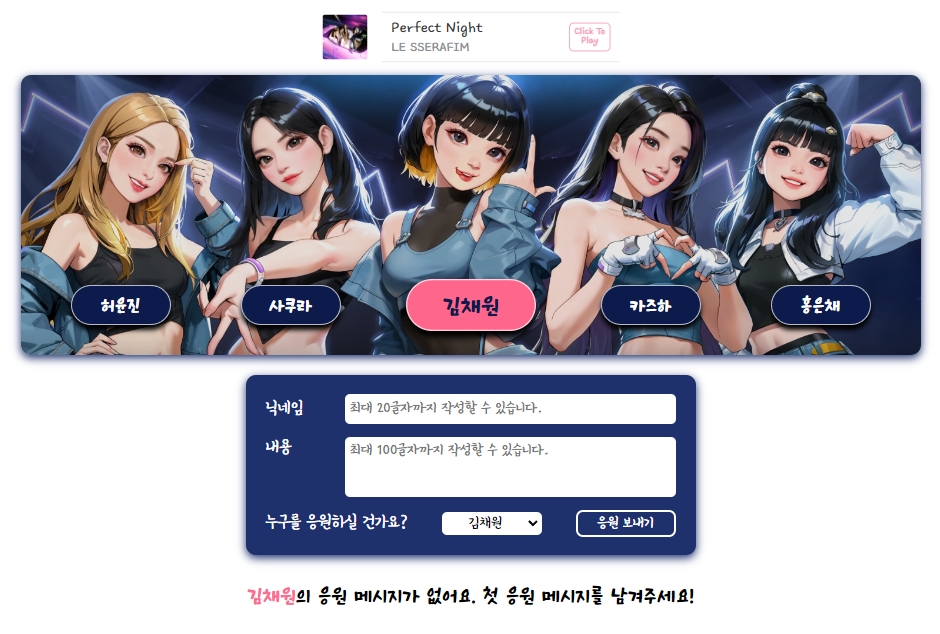 Perfect Night
LE SSERAFIM
Click To
Play
허윤진
사쿠라
김채원
카즈하
홍은채
닉네임
최대 20글자까지 작성할 수 있습니다.
내용
최대 100글자까지 작성할 수 있습니다.
누구를 응원하실 건가요?
김채원
응원 보내기
김채원의 응원 메시지가 없어요. 첫 응원 메시지를 남겨주세요!